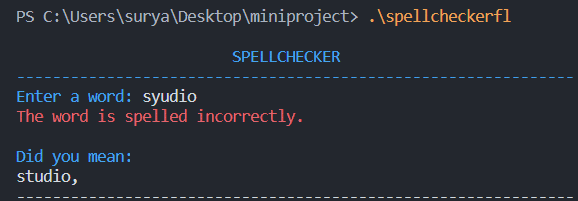 PS C:\Users\surya\Desktop\miniproject> .\spellcheckerfl
SPELLCHECKER
--------------------------------------------------------------
Enter a word: syudio
The word is spelled incorrectly.
Did you mean:
studio,
--------------------------------------------------------------